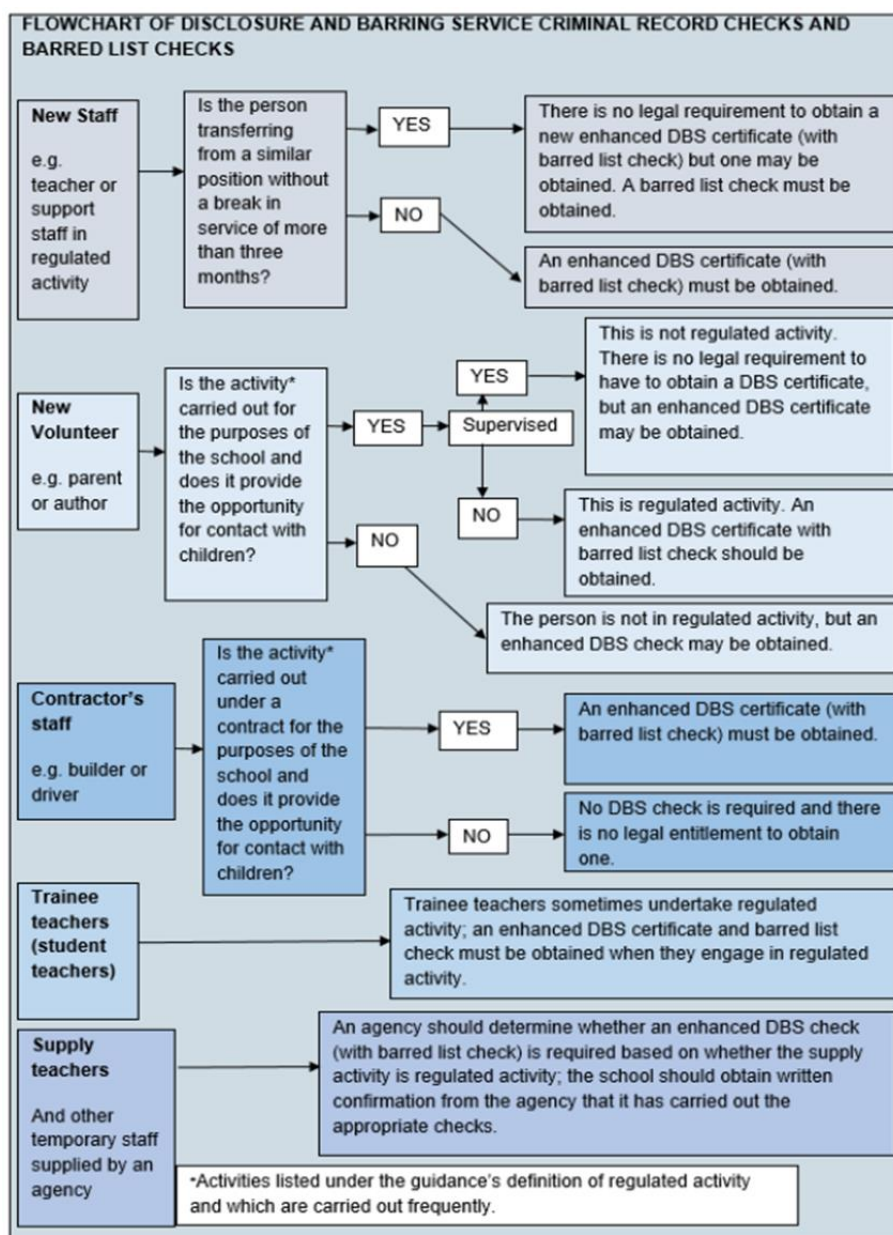 FLOWCHART OF DISCLOSURE AND BARRING SERVICE CRIMINAL RECORD CHECKS AND
BARRED LIST CHECKS
New Staff
e.g.
teacher or
support
staff in
regulated
activity
Is the person
transferring
from a similar
position without
a break in
service of more
than three
months?
YES
There is no legal requirement to obtain a
new enhanced DBS certificate (with
barred list check) but one may be
obtained. A barred list check must be
obtained.
NO
An enhanced DBS certificate (with
barred list check) must be obtained.
New
Volunteer
e.g. parent
or author
Is the activity*
carried out for
the purposes of
the school and
does it provide
the opportunity
for contact with
children?
YES
Supervised
YES
This is not regulated activity.
There is no legal requirement to
have to obtain a DBS certificate,
but an enhanced DBS certificate
may be obtained.
NO
This is regulated activity. An
enhanced DBS certificate with
barred list check should be
obtained.
NO
The person is not in regulated activity, but an
enhanced DBS check may be obtained.
Contractor's
staff
e.g. builder or
driver
Is the activity*
carried out
under a
contract for the
purposes of the
school and
does it provide
the opportunity
for contact with
children?
YES
An enhanced DBS certificate (with
barred list check) must be obtained.
NO
No DBS check is required and there
is no legal entitlement to obtain
one.
Trainee
teachers
(student
teachers)
Trainee teachers sometimes undertake regulated
activity; an enhanced DBS certificate and barred list
check must be obtained when they engage in regulated
activity.
Supply
teachers
And other
temporary staff
supplied by an
agency
An agency should determine whether an enhanced DBS check
(with barred list check) is required based on whether the supply
activity is regulated activity; the school should obtain written
confirmation from the agency that it has carried out the
appropriate checks.
*Activities listed under the guidance's definition of regulated activity
and which are carried out frequently.